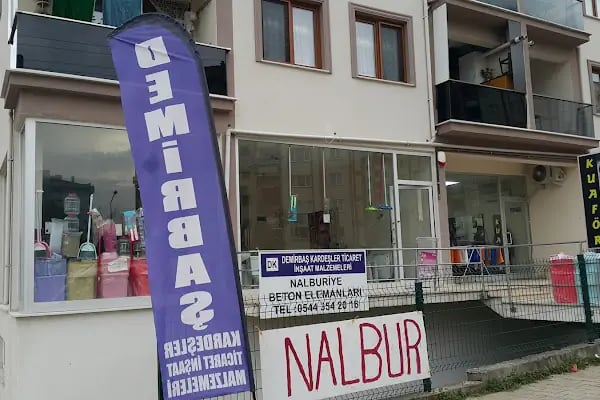 DEMİRBAŞ
KARDEŞLER
TİCARET İNŞAAT
MALZEMELERİ
DK
DEMİRBAŞ KARDEŞLER TİCARET
İNŞAAT MALZEMELERİ
NALBURİYE
BETON ELEMANLARI
TEL: 0544 354 20 16
NALBUR
KUAFÖR